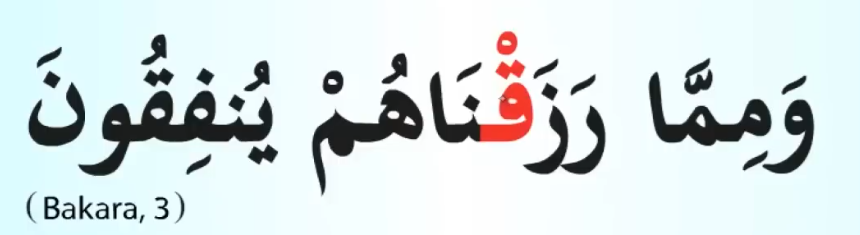 وَمِمَّا رَزَقْنَاهُمْ يُنفِقُونَ
(Bakara, 3)